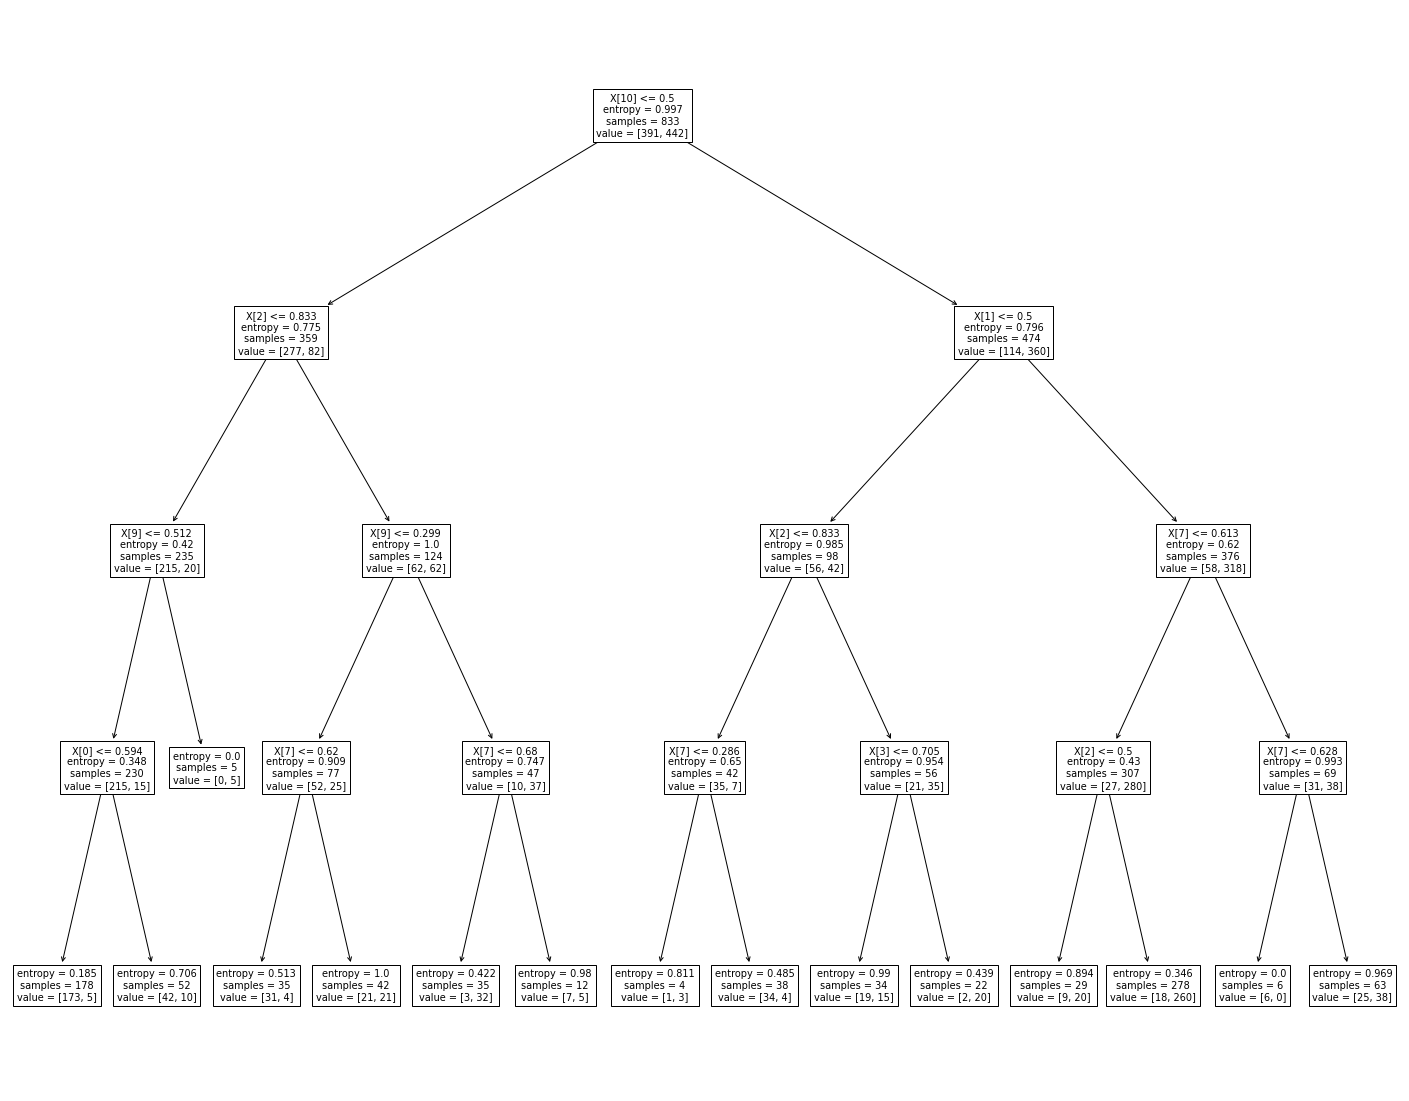 X[10] <= 0.5
entropy = 0.997
samples = 833
value = [391, 442]
X[2] <= 0.833
entropy = 0.775
samples = 359
value = [277, 82]
X[1] <= 0.5
entropy = 0.796
samples = 474
value = [114, 360]
X[9] <= 0.512
entropy = 0.42
samples = 235
value = [215, 20]
X[9] <= 0.299
entropy = 1.0
samples = 124
value = [62, 62]
X[2] <= 0.833
entropy = 0.985
samples = 98
value = [56, 42]
X[7] <= 0.613
entropy = 0.62
samples = 376
value = [58, 318]
X[0] <= 0.594
entropy = 0.348
samples = 230
value = [215, 15]
entropy = 0.0
samples = 5
value = [0, 5]
X[7] <= 0.62
entropy = 0.909
samples = 77
value = [52, 25]
X[7] <= 0.68
entropy = 0.747
samples = 47
value = [10, 37]
X[7] <= 0.286
entropy = 0.65
samples = 42
value = [35, 7]
X[3] <= 0.705
entropy = 0.954
samples = 56
value = [21, 35]
X[2] <= 0.5
entropy = 0.43
samples = 307
value = [27, 280]
X[7] <= 0.628
entropy = 0.993
samples = 69
value = [31, 38]
entropy = 0.185
samples = 178
value = [173, 5]
entropy = 0.706
samples = 52
value = [42, 10]
entropy = 0.513
samples = 35
value = [31, 4]
entropy = 1.0
samples = 42
value = [21, 21]
entropy = 0.422
samples = 35
value = [3, 32]
entropy = 0.98
samples = 12
value = [7, 5]
entropy = 0.811
samples = 4
value = [1, 3]
entropy = 0.485
samples = 38
value = [34, 4]
entropy = 0.99
samples = 34
value = [19, 15]
entropy = 0.439
samples = 22
value = [2, 20]
entropy = 0.894
samples = 29
value = [9, 20]
entropy = 0.346
samples = 278
value = [18, 260]
entropy = 0.0
samples = 6
value = [6, 0]
entropy = 0.969
samples = 63
value = [25, 38]